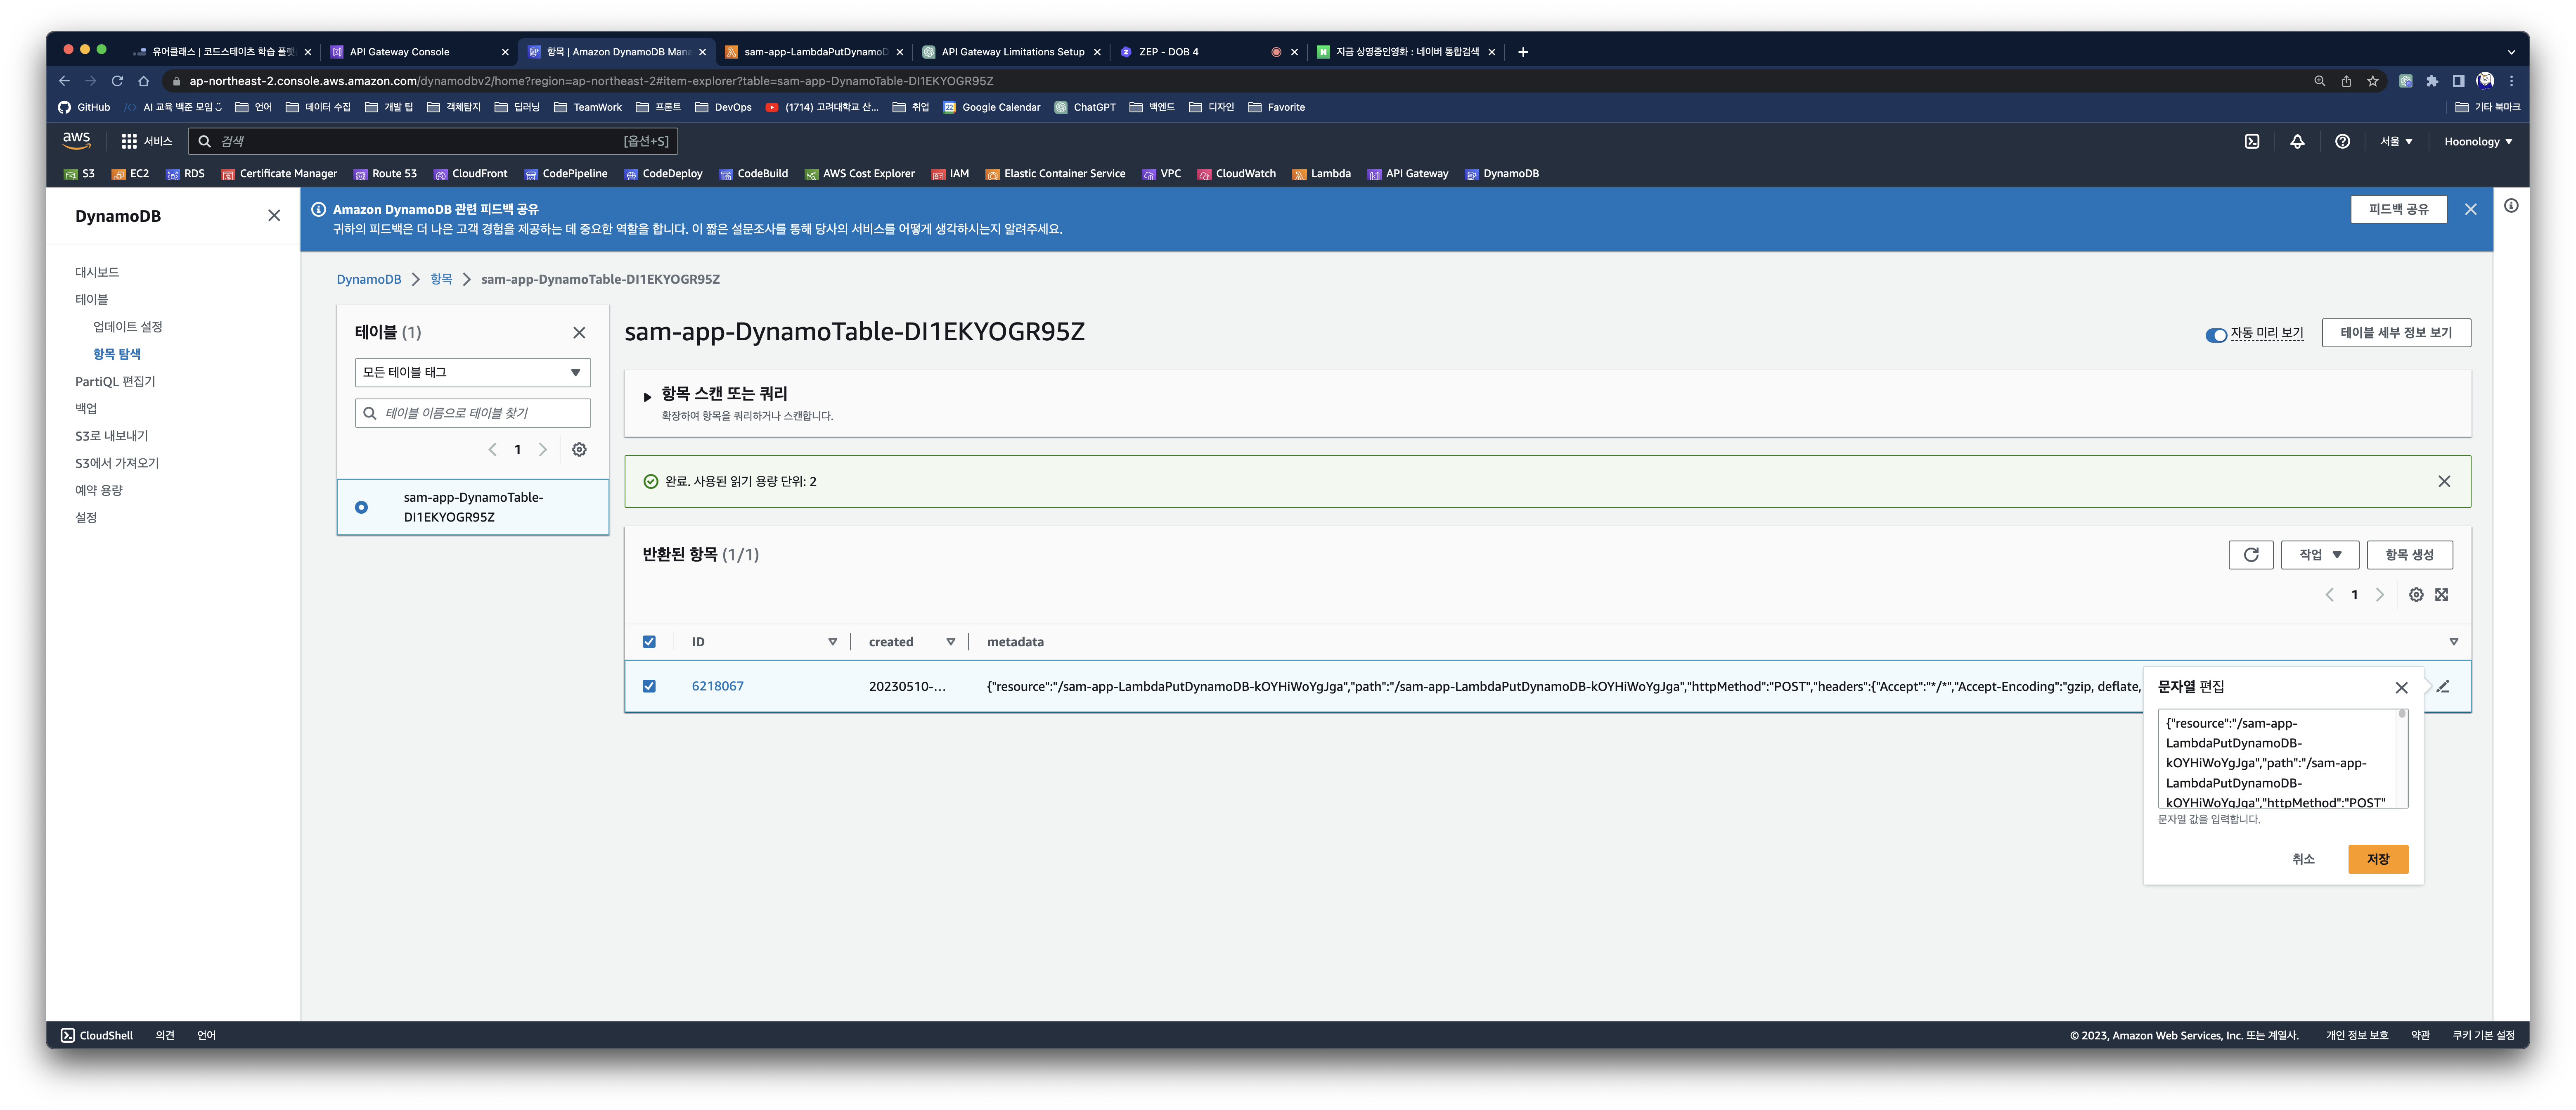 유어클래스 | 코드스테이츠 학습 플랫
API Gateway Console
항목 | Amazon DynamoDB Mana
sam-app-LambdaPutDynamoD
API Gateway Limitations Setup
ZEP - DOB 4
지금 상영중인영화 : 네이버 통합검색
ap-northeast-2.console.aws.amazon.com/dynamodbv2/home?region=ap-northeast-2#item-explorer?table=sam-app-DynamoTable-DI1EKYOGR95Z
GitHub
AI 교육 백준 모임
언어
데이터 수집
개발 팁
객체탐지
딥러닝
TeamWork
프론트
DevOps
(1714) 고려대학교 산...
취업
Google Calendar
ChatGPT
백엔드
디자인
Favorite
기타 북마크
aws
서비스
검색
[옵션+S]
서울
Hoonology
S3
EC2
RDS
Certificate Manager
Route 53
CloudFront
CodePipeline
CodeDeploy
CodeBuild
AWS Cost Explorer
IAM
Elastic Container Service
VPC
CloudWatch
Lambda
API Gateway
DynamoDB
DynamoDB
대시보드
테이블
업데이트 설정
항목 탐색
PartiQL 편집기
백업
S3로 내보내기
S3에서 가져오기
예약 용량
설정
Amazon DynamoDB 관련 피드백 공유
귀하의 피드백은 더 나은 고객 경험을 제공하는 데 중요한 역할을 합니다. 이 짧은 설문조사를 통해 당사의 서비스를 어떻게 생각하시는지 알려주세요.
피드백 공유
DynamoDB
항목
sam-app-DynamoTable-DI1EKYOGR95Z
테이블 (1)
모든 테이블 태그
테이블 이름으로 테이블 찾기
1
sam-app-DynamoTable-
DI1EKYOGR95Z
sam-app-DynamoTable-DI1EKYOGR95Z
자동 미리 보기
테이블 세부 정보 보기
항목 스캔 또는 쿼리
확장하여 항목을 쿼리하거나 스캔합니다.
완료. 사용된 읽기 용량 단위: 2
반환된 항목 (1/1)
작업
항목 생성
1
ID
created
metadata
6218067
20230510-...
{"resource":"/sam-app-LambdaPutDynamoDB-kOYHiWoYgJga","path":"/sam-app-LambdaPutDynamoDB-kOYHiWoYgJga","httpMethod":"POST","headers":{"Accept":"*/*","Accept-Encoding":"gzip, deflate,
문자열 편집
{"resource":"/sam-app-
LambdaPutDynamoDB-
kOYHiWoYgJga","path":"/sam-app-
LambdaPutDynamoDB-
kOYHiWoYgJga","httpMethod":"POST"
문자열 값을 입력합니다.
취소
저장
CloudShell
의견
언어
© 2023, Amazon Web Services, Inc. 또는 계열사.
개인 정보 보호
약관
쿠키 기본 설정